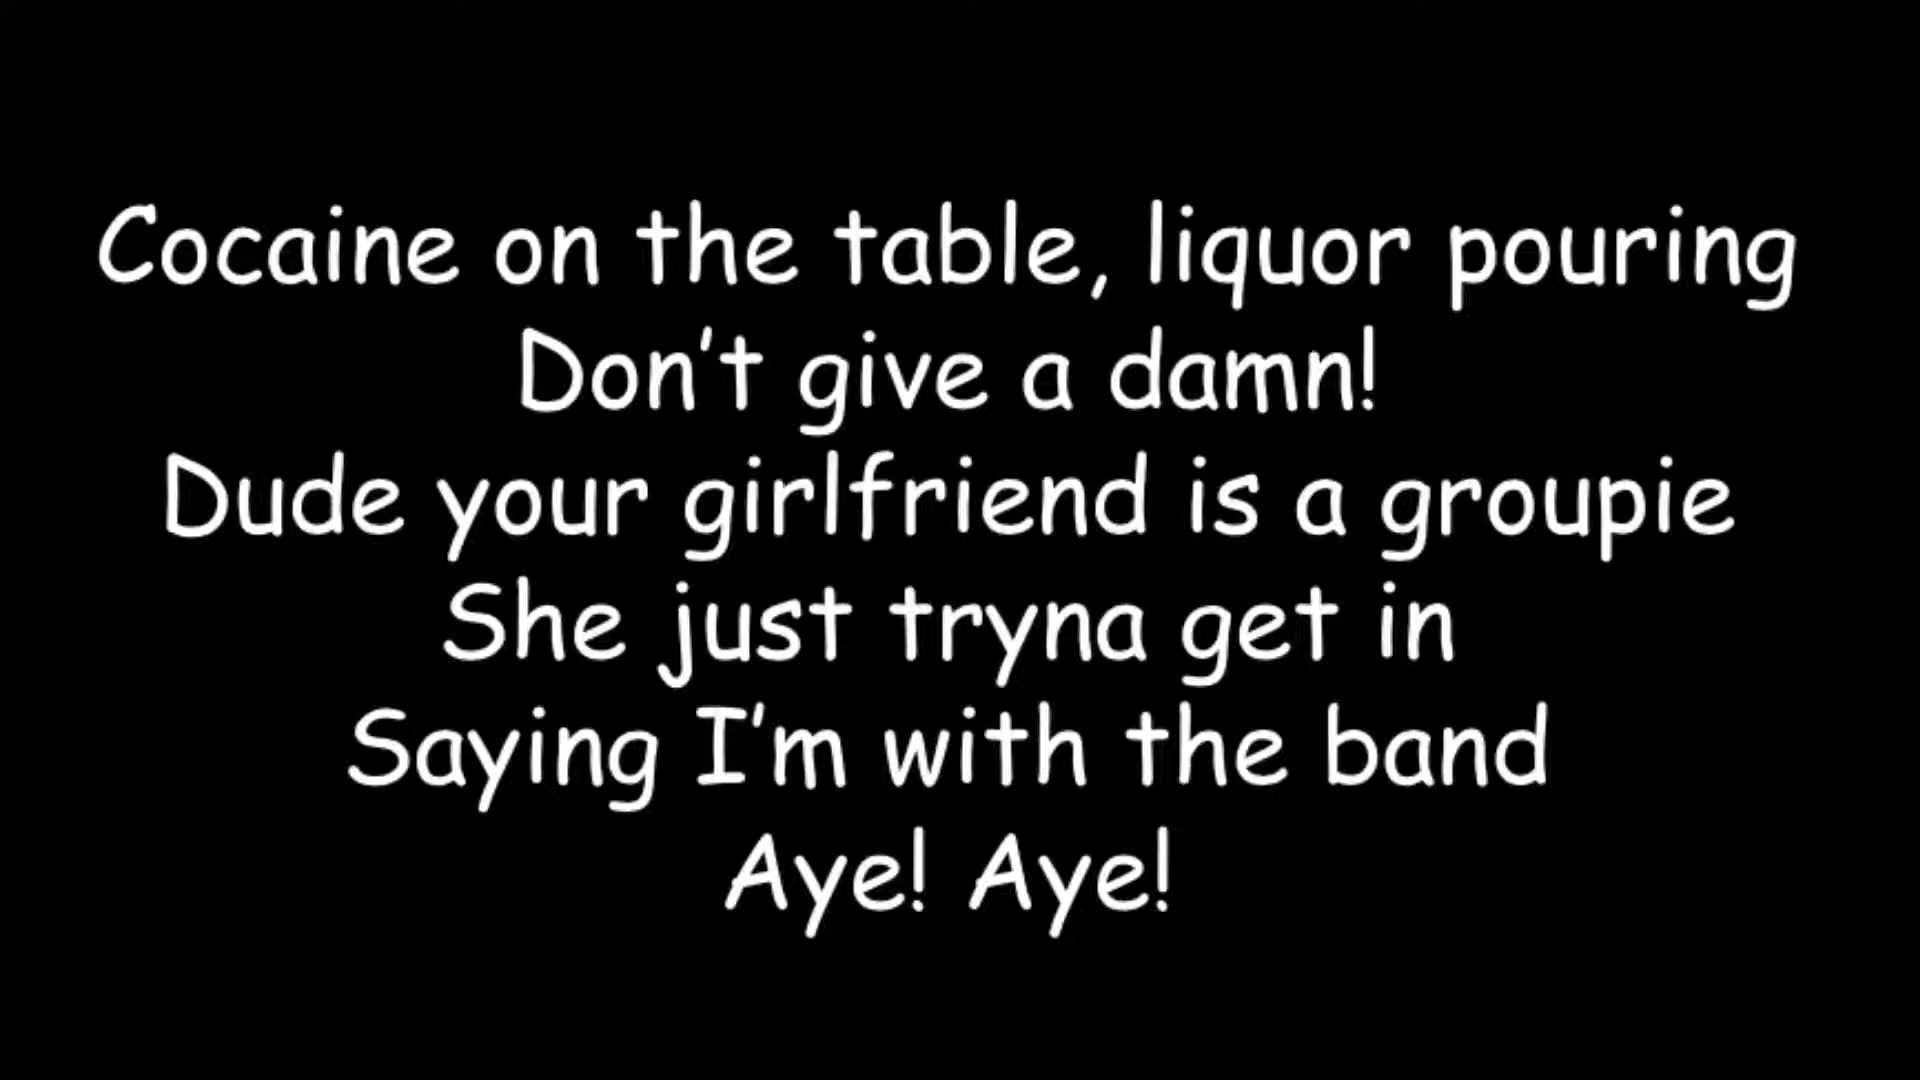 Cocaine on the table, liquor pouring
Don't give a damn!
Dude your girlfriend is a groupie
She just tryna get in
Saying I'm with the band
Aye! Aye!